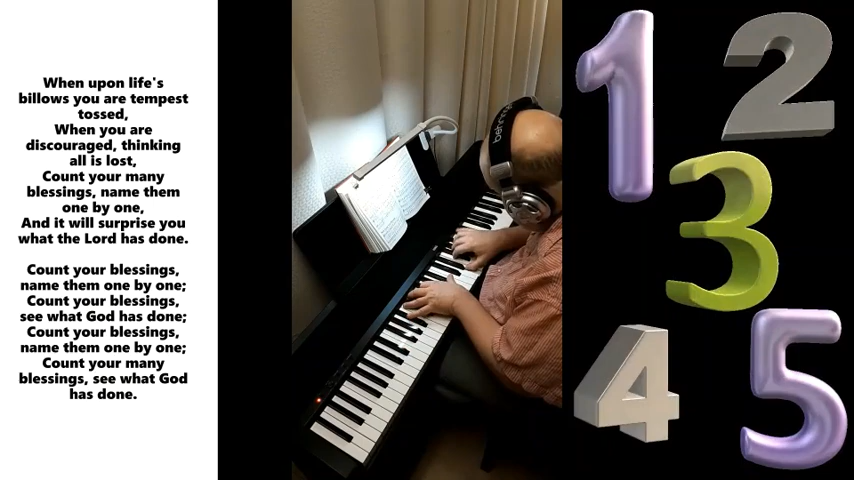 When upon life's
billows you are tempest
tossed,
When you are
discouraged, thinking
all is lost,
Count your many
blessings, name them
one by one,
And it will surprise you
what the Lord has done.
Count your blessings,
name them one by one;
Count your blessings,
see what God has done;
Count your blessings,
name them one by one;
Count your many
blessings, see what God
has done.
behringer
1
2
3
4
5